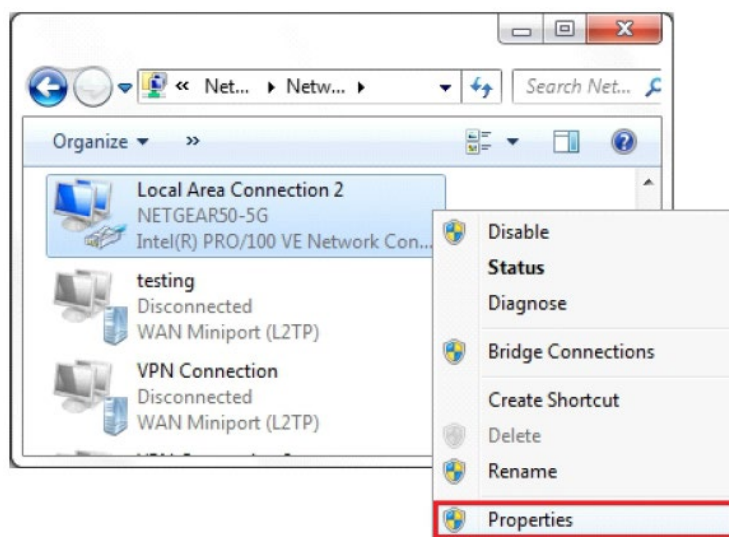 « Net... Netw...
Search Net...
Organize »
Local Area Connection 2
NETGEAR50-5G
Intel(R) PRO/100 VE Network Con...
testing
Disconnected
WAN Miniport (L2TP)
VPN Connection
Disconnected
WAN Miniport (L2TP)
Disable
Status
Diagnose
Bridge Connections
Create Shortcut
Delete
Rename
Properties